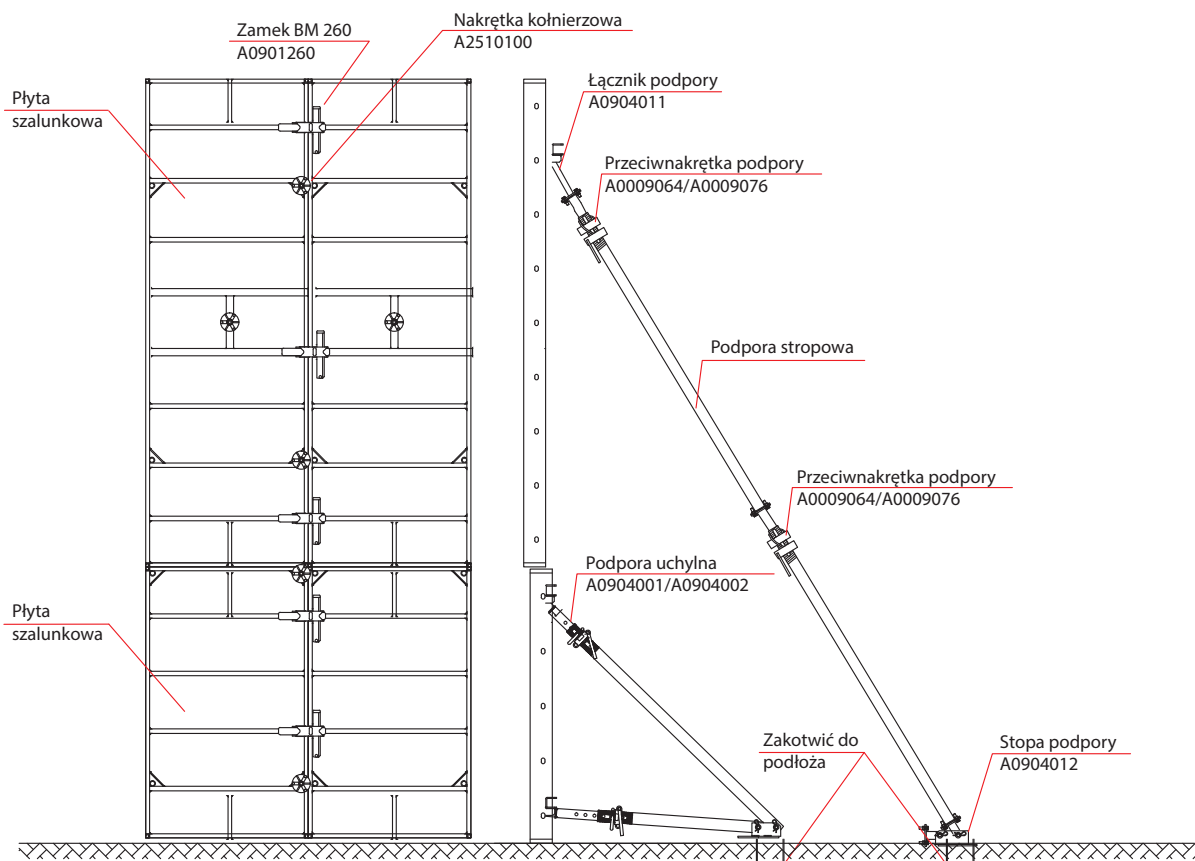 Nakrętka kołnierzowa
A2510100
Zamek BM 260
A0901260
Płyta
szalunkowa
Łącznik podpory
A0904011
Przeciwnakrętka podpory
A0009064/A0009076
Podpora stropowa
Przeciwnakrętka podpory
A0009064/A0009076
Podpora uchylna
A0904001/A0904002
Płyta
szalunkowa
Zakotwić do
podłoża
Stopa podpory
A0904012